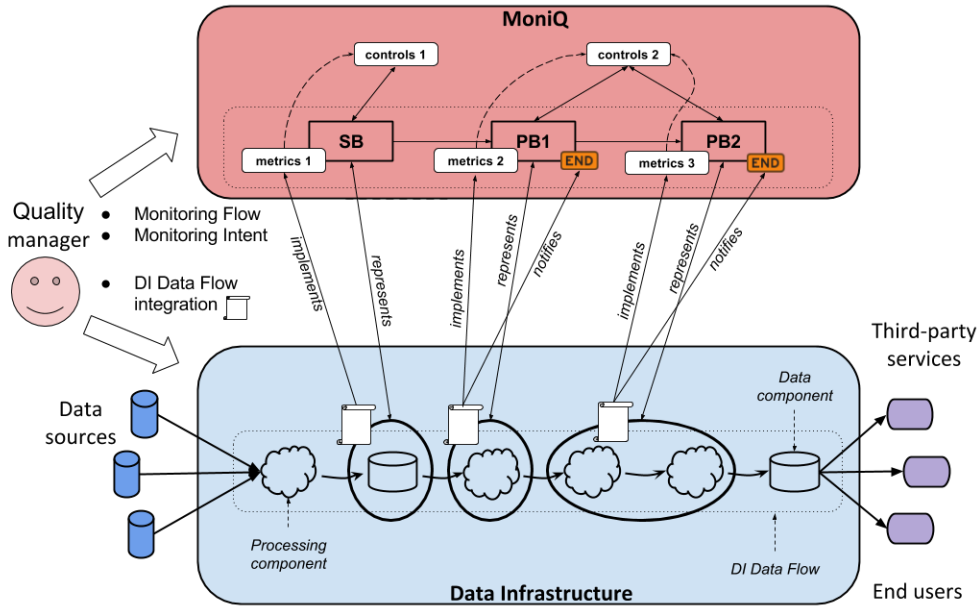 MoniQ
controls 1
controls 2
SB
PB1
PB2
metrics 1
metrics 2
END
metrics 3
END
Quality
manager
● Monitoring Flow
● Monitoring Intent
● DI Data Flow
integration
implements
represents
implements
represents
notifies
implements
represents
notifies
Third-party
services
Data
sources
Data
component
Processing
component
DI Data Flow
Data Infrastructure
End users